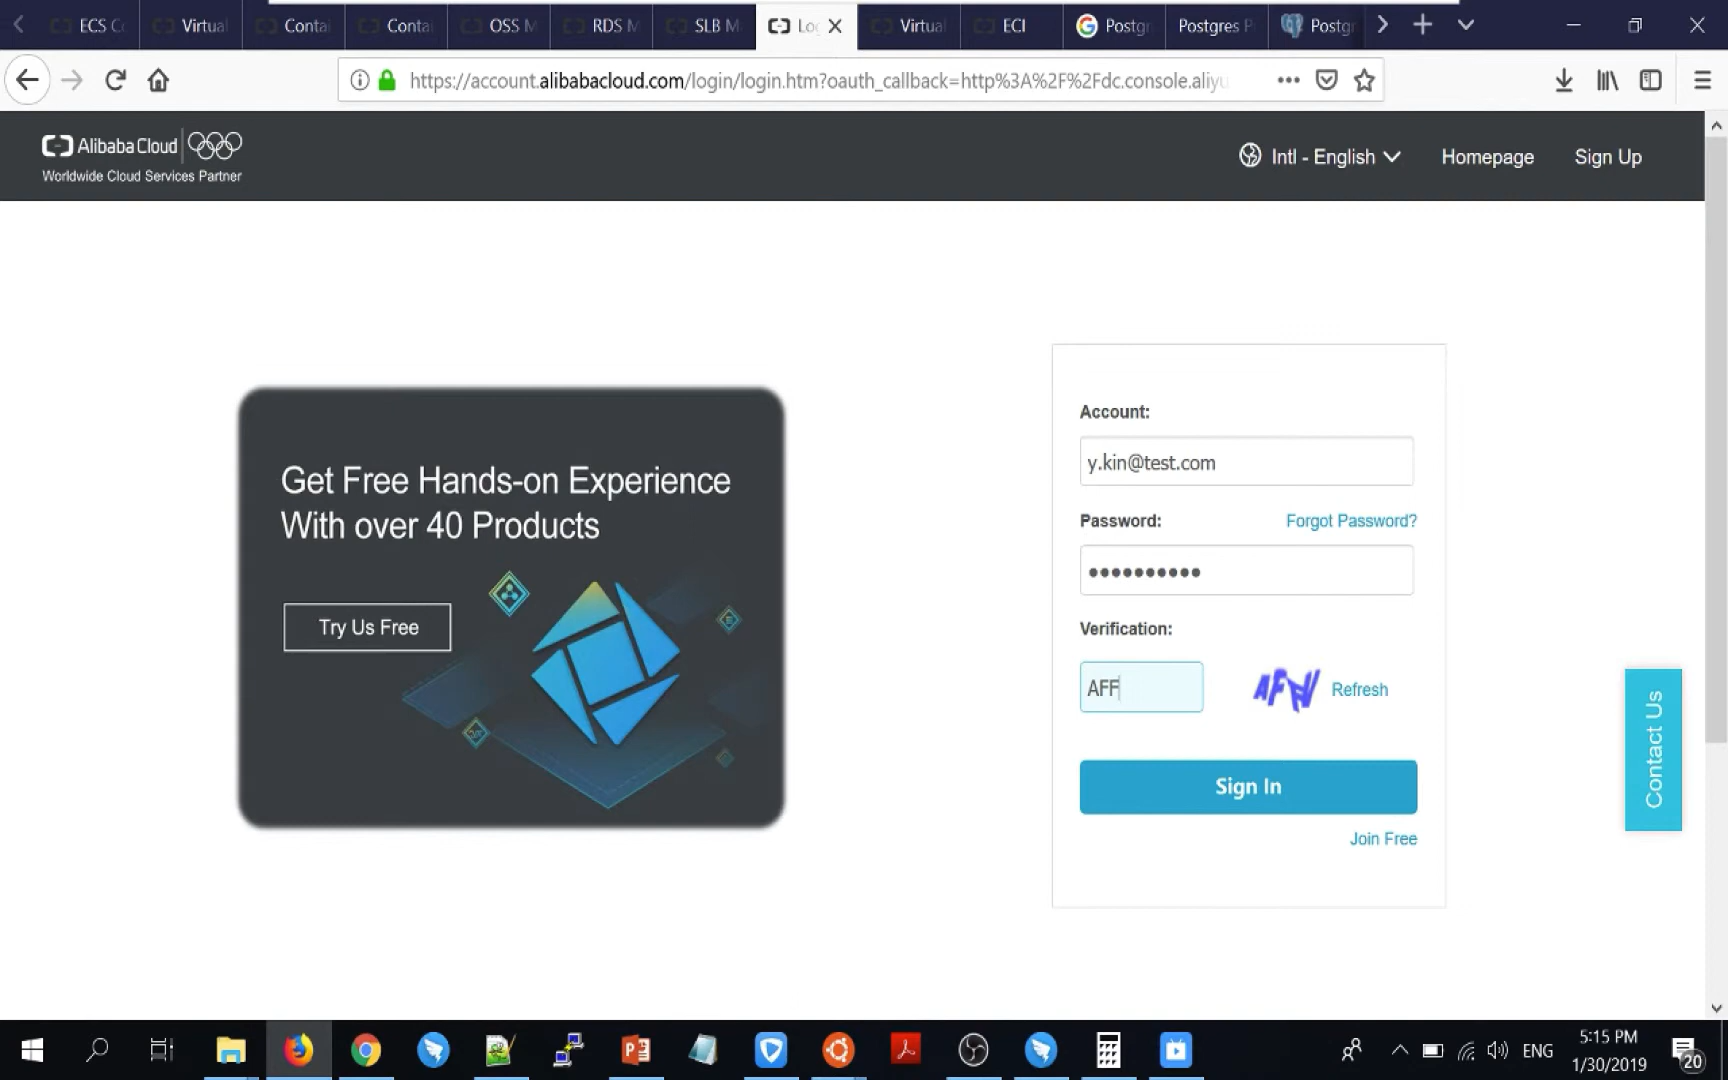 ECS C
Virtual
Contai
Contai
OSS M
RDS M
SLB M
Lo
Virtual
ECI
Postgr
Postgres P
Postgr
https://account.alibabacloud.com/login/login.htm?oauth_callback=http%3A%2F%2Fdc.console.aliyu
Alibaba Cloud
Worldwide Cloud Services Partner
Intl - English
Homepage
Sign Up
Get Free Hands-on Experience
With over 40 Products
Try Us Free
Account:
y.kin@test.com
Password:
Forgot Password?
Verification:
AFF
Refresh
Sign In
Join Free
Contact Us
ENG
5:15 PM
1/30/2019
20